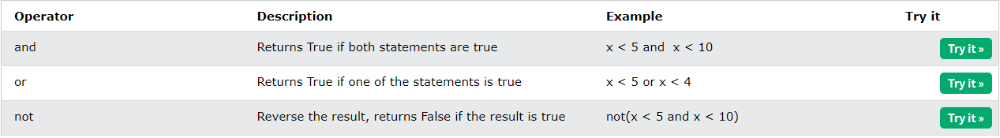 Operator Description Example Try it
and Returns True if both statements are true x < 5 and  x < 10 Try it »
or Returns True if one of the statements is true x < 5 or x < 4 Try it »
not Reverse the result, returns False if the result is true not(x < 5 and x < 10) Try it »